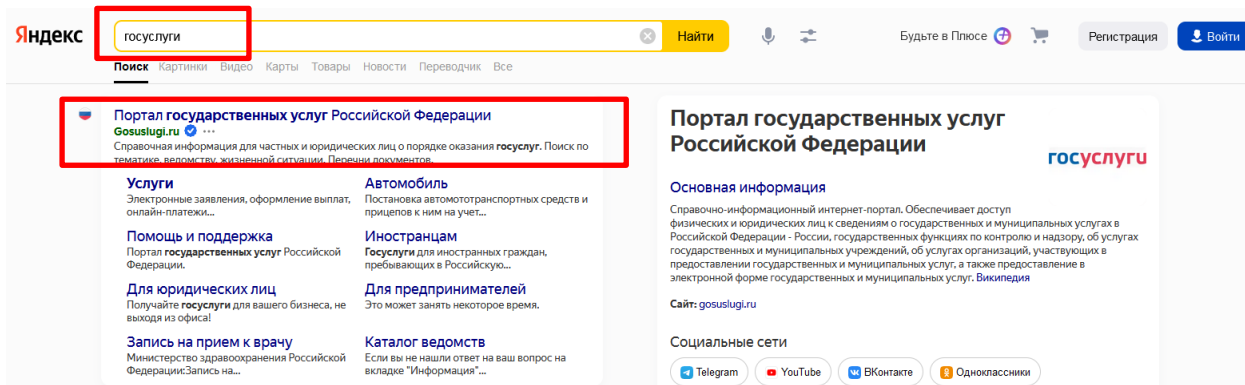 Яндекс
госуслуги
Найти
Будьте в Плюсе
Регистрация
Войти
Поиск Картинки Видео Карты Товары Новости Переводчик Все
Портал государственных услуг Российской Федерации
Gosuslugi.ru
Справочная информация для частных и юридических лиц о порядке оказания госуслуг. Поиск по
тематике, ведомству, жизненной ситуации. Перечни документов.
Услуги
Электронные заявления, оформление выплат,
онлайн-платежи...
Автомобиль
Постановка автомототранспортных средств и
прицепов к ним на учет...
Помощь и поддержка
Портал государственных услуг Российской
Федерации.
Иностранцам
Госуслуги для иностранных граждан,
пребывающих в Российскую...
Для юридических лиц
Получайте госуслуги для вашего бизнеса, не
выходя из офиса!
Для предпринимателей
Это может занять некоторое время.
Запись на прием к врачу
Министерство здравоохранения Российской
Федерации:Запись на...
Каталог ведомств
Если вы не нашли ответ на ваш вопрос на
вкладке "Информация"...
Портал государственных услуг
Российской Федерации
госуслуги
Основная информация
Справочно-информационный интернет-портал. Обеспечивает доступ
физических и юридических лиц к сведениям о государственных и муниципальных услугах в
Российской Федерации - России, государственных функциях по контролю и надзору, об услугах
государственных и муниципальных учреждений, об услугах организаций, участвующих в
предоставлении государственных и муниципальных услуг, а также предоставление в
электронной форме государственных и муниципальных услуг. Википедия
Сайт: gosuslugi.ru
Социальные сети
Telegram
YouTube
ВКонтакте
Одноклассники